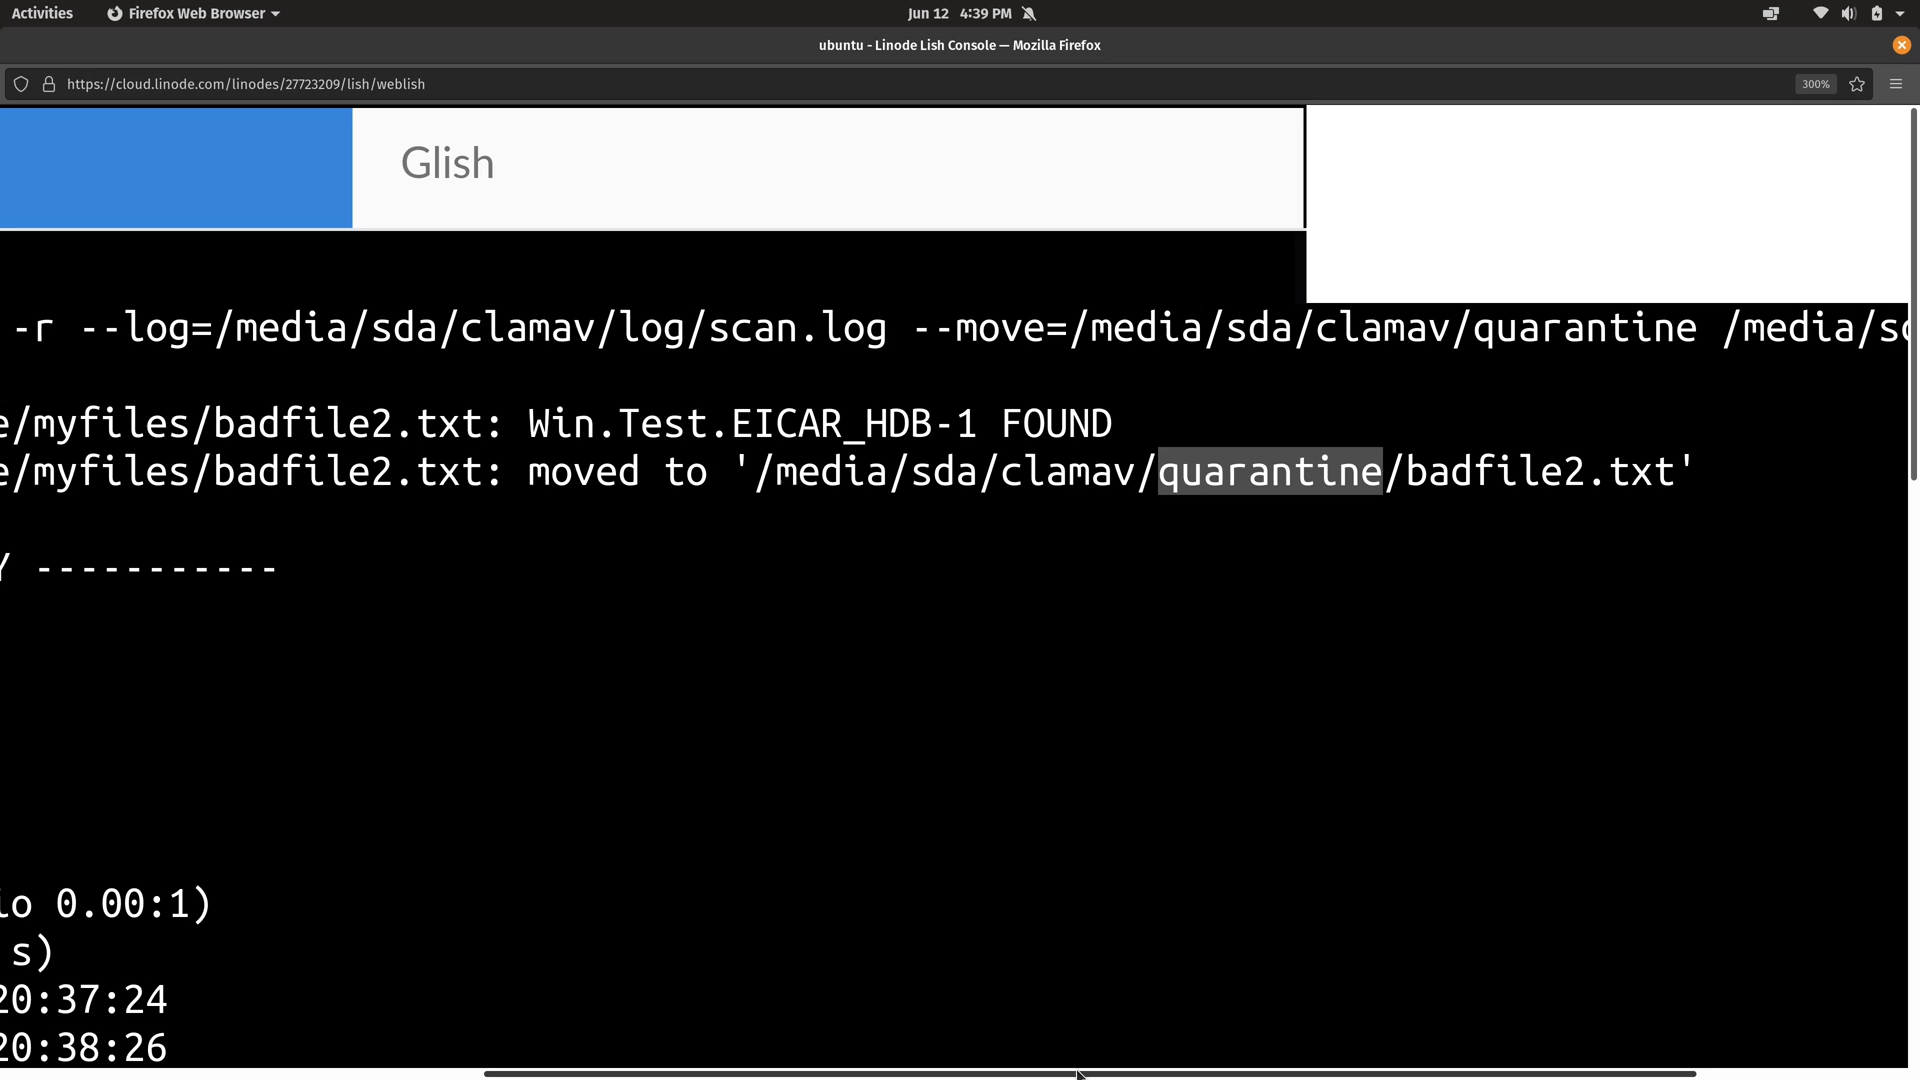 Activities Firefox Web Browser Jun 12 4:39 PM
ubuntu - Linode Lish Console — Mozilla Firefox
https://cloud.linode.com/linodes/27723209/lish/weblish 300%
Glish
-r --log=/media/sda/clamav/log/scan.log --move=/media/sda/clamav/quarantine /media/sd
e/myfiles/badfile2.txt: Win.Test.EICAR_HDB-1 FOUND
e/myfiles/badfile2.txt: moved to '/media/sda/clamav/quarantine/badfile2.txt'
Y -----------
io 0.00:1)
s)
20:37:24
20:38:26